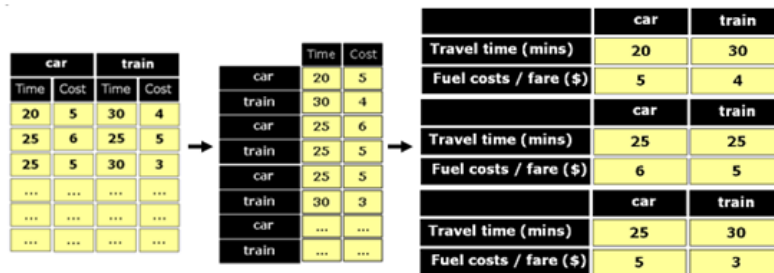 car train
Time Cost Time Cost
20 5 30 4
25 6 25 5
25 5 30 3
... ... ... ...
... ... ... ...
... ... ... ...
Time Cost
car 20 5
train 30 4
car 25 6
train 25 5
car 25 5
train 30 3
car ... ...
train ... ...
car train
Travel time (mins) 20 30
Fuel costs / fare ($) 5 4
car train
Travel time (mins) 25 25
Fuel costs / fare ($) 6 5
car train
Travel time (mins) 25 30
Fuel costs / fare ($) 5 3